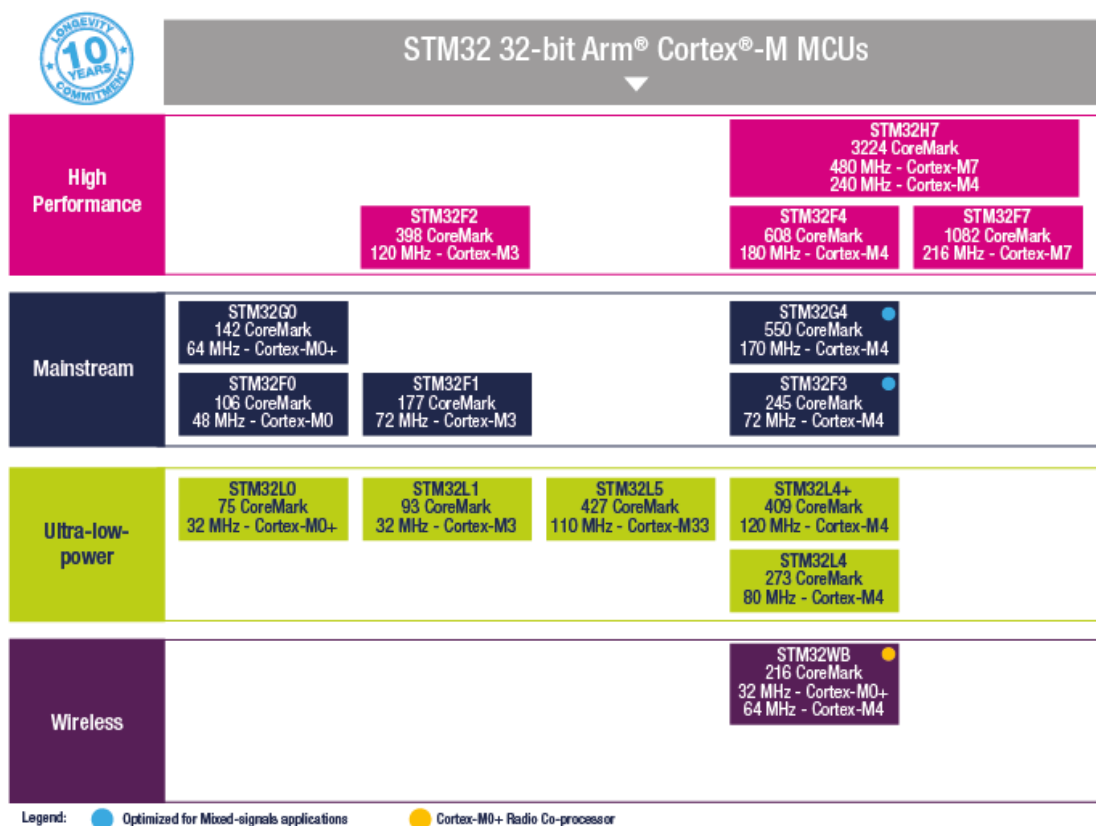 LONGEVITY
10
YEARS
COMMITMENT
STM32 32-bit Arm® Cortex®-M MCUs
High
Performance
STM32H7
3224 CoreMark
480 MHz - Cortex-M7
240 MHz - Cortex-M4
STM32F2
398 CoreMark
120 MHz - Cortex-M3
STM32F4
608 CoreMark
180 MHz - Cortex-M4
STM32F7
1082 CoreMark
216 MHz - Cortex-M7
Mainstream
STM32G0
142 CoreMark
64 MHz - Cortex-M0+
STM32G4
550 CoreMark
170 MHz - Cortex-M4
STM32F0
106 CoreMark
48 MHz - Cortex-M0
STM32F1
177 CoreMark
72 MHz - Cortex-M3
STM32F3
245 CoreMark
72 MHz - Cortex-M4
Ultra-low-
power
STM32L0
75 CoreMark
32 MHz - Cortex-M0+
STM32L1
93 CoreMark
32 MHz - Cortex-M3
STM32L5
427 CoreMark
110 MHz - Cortex-M33
STM32L4+
409 CoreMark
120 MHz - Cortex-M4
STM32L4
273 CoreMark
80 MHz - Cortex-M4
Wireless
STM32WB
216 CoreMark
32 MHz - Cortex-M0+
64 MHz - Cortex-M4
Legend:
Optimized for Mixed-signals applications
Cortex-M0+ Radio Co-processor